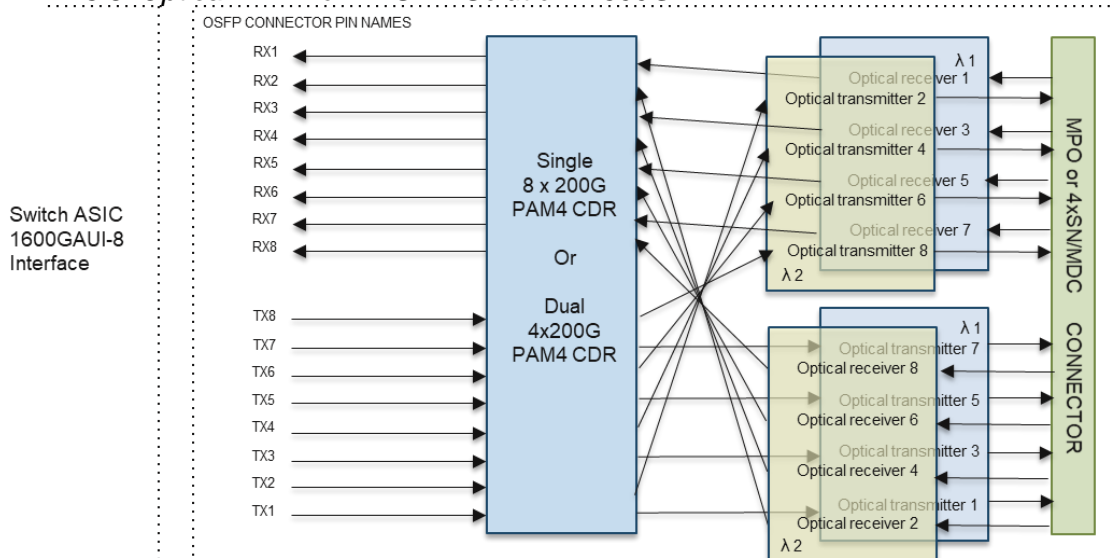 OSFP CONNECTOR PIN NAMES
RX1
RX2
RX3
RX4
RX5
RX6
RX7
RX8
Switch ASIC
1600GAUI-8
Interface
TX8
TX7
TX6
TX5
TX4
TX3
TX2
TX1
Single
8 x 200G
PAM4 CDR
Or
Dual
4x200G
PAM4 CDR
λ 1
Optical receiver 1
Optical transmitter 2
Optical receiver 3
Optical transmitter 4
Optical receiver 5
Optical transmitter 6
Optical receiver 7
Optical transmitter 8
λ 2
λ 1
Optical transmitter 7
Optical receiver 8
Optical transmitter 5
Optical receiver 6
Optical transmitter 3
Optical receiver 4
Optical transmitter 1
Optical receiver 2
λ 2
MPO or 4xSN/MDC CONNECTOR